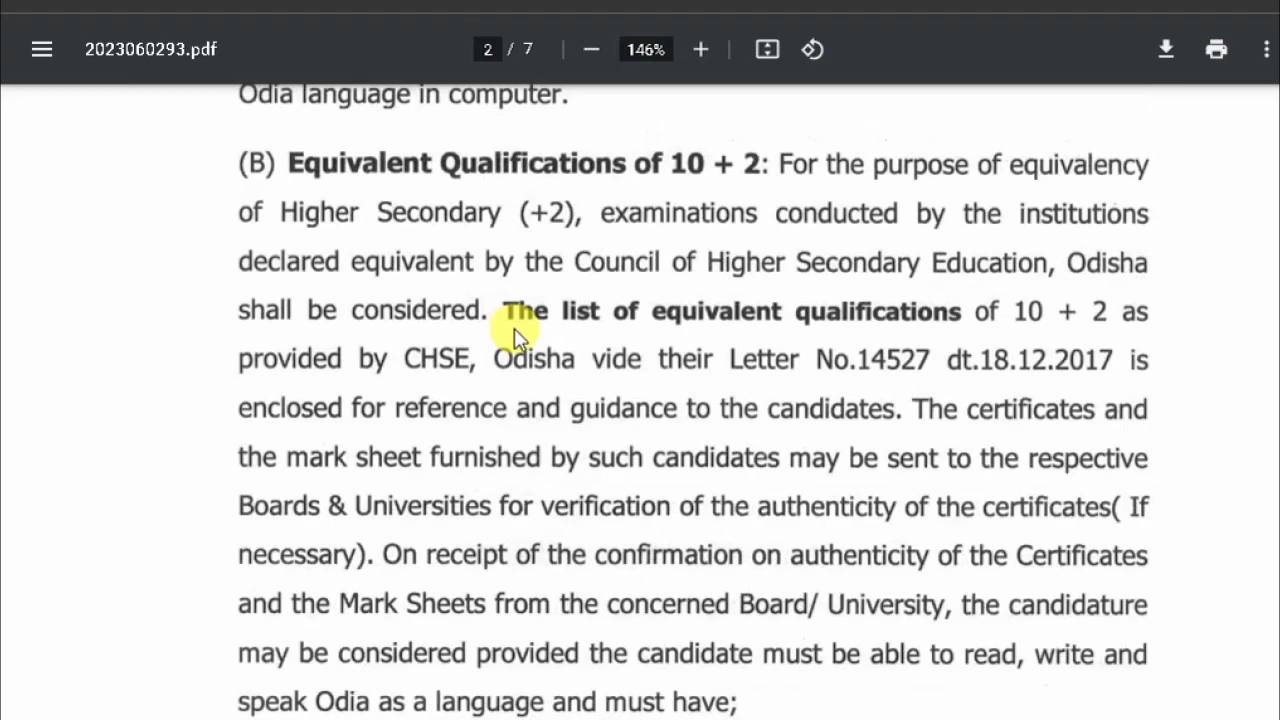 2023060293.pdf
2 / 7
146%
Odia language in computer.
(B) Equivalent Qualifications of 10 + 2: For the purpose of equivalency
of Higher Secondary (+2), examinations conducted by the institutions
declared equivalent by the Council of Higher Secondary Education, Odisha
shall be considered. The list of equivalent qualifications of 10 + 2 as
provided by CHSE, Odisha vide their Letter No.14527 dt.18.12.2017 is
enclosed for reference and guidance to the candidates. The certificates and
the mark sheet furnished by such candidates may be sent to the respective
Boards & Universities for verification of the authenticity of the certificates( If
necessary). On receipt of the confirmation on authenticity of the Certificates
and the Mark Sheets from the concerned Board/ University, the candidature
may be considered provided the candidate must be able to read, write and
speak Odia as a language and must have;